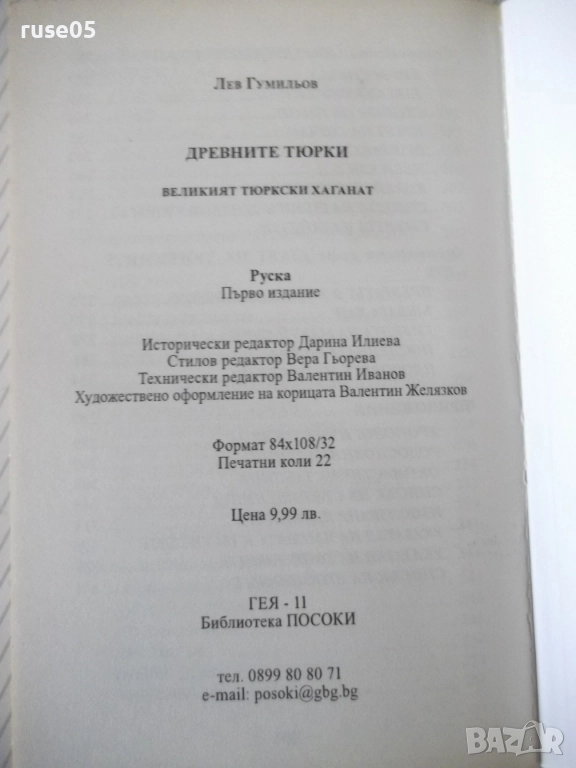 ruse05
Лев Гумильов
ДРЕВНИТЕ ТЮРКИ
ВЕЛИКИЯТ ТЮРКСКИ ХАГАНАТ
Руска
Първо издание
Исторически редактор Дарина Илиева
Стилов редактор Вера Гьорева
Технически редактор Валентин Иванов
Художествено оформление на корицата Валентин Желязков
Формат 84x108/32
Печатни коли 22
Цена 9,99 лв.
ГЕЯ - 11
Библиотека ПОСОКИ
тел. 0899 80 80 71
e-mail: posoki@gbg.bg
BAZAR